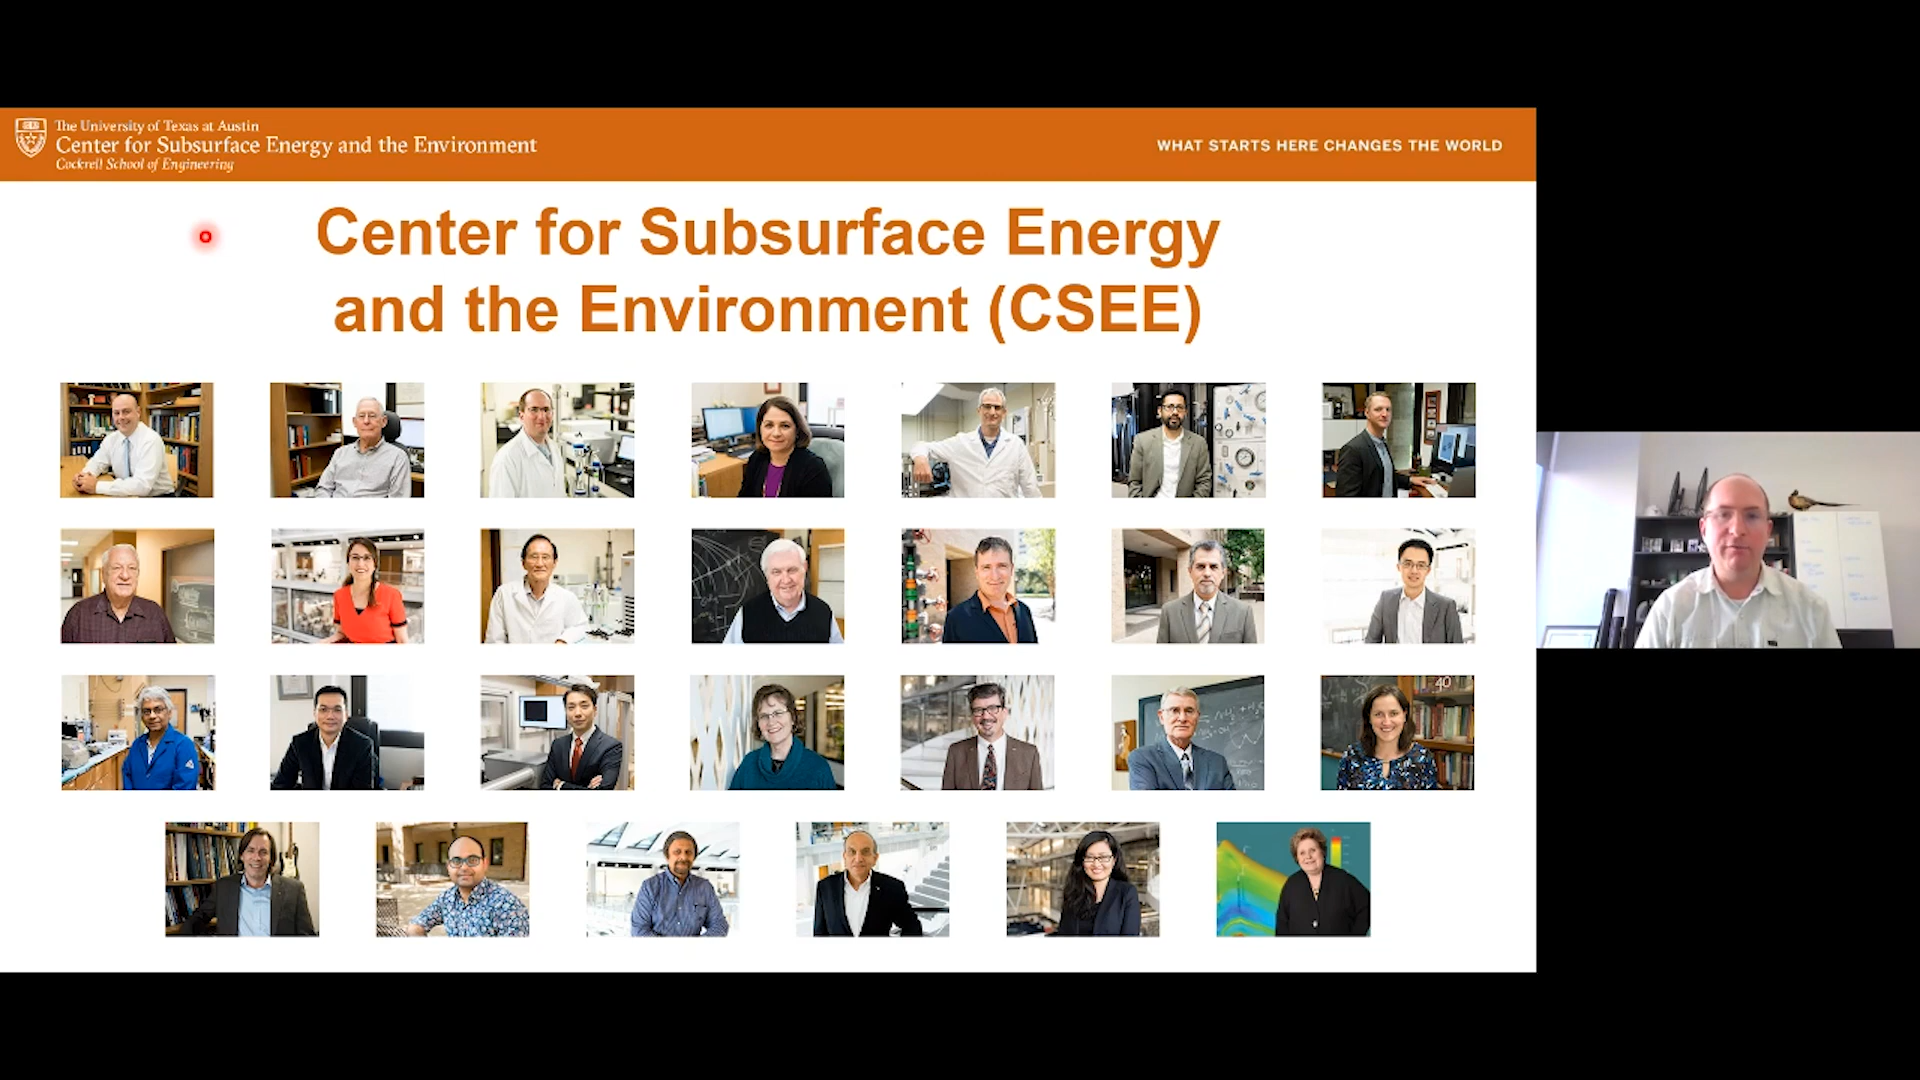 The University of Texas at Austin
Center for Subsurface Energy and the Environment
Cockrell School of Engineering
WHAT STARTS HERE CHANGES THE WORLD
Center for Subsurface Energy
and the Environment (CSEE)
40